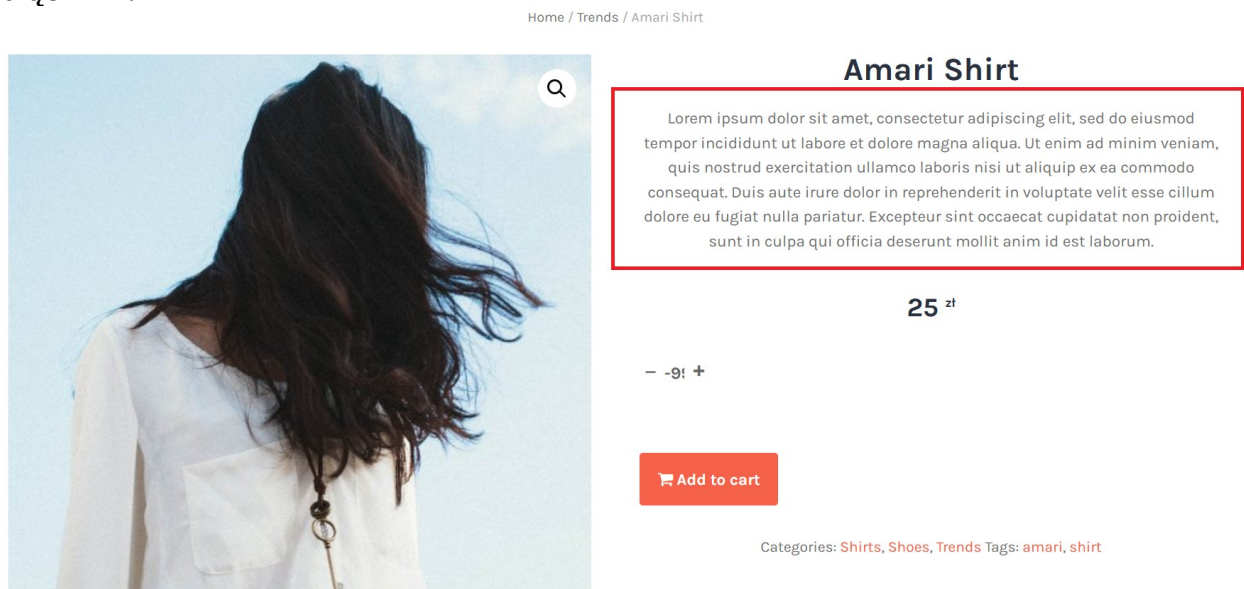 Home / Trends / Amari Shirt
Amari Shirt
Lorem ipsum dolor sit amet, consectetur adipiscing elit, sed do eiusmod
tempor incididunt ut labore et dolore magna aliqua. Ut enim ad minim veniam,
quis nostrud exercitation ullamco laboris nisi ut aliquip ex ea commodo
consequat. Duis aute irure dolor in reprehenderit in voluptate velit esse cillum
dolore eu fugiat nulla pariatur. Excepteur sint occaecat cupidatat non proident,
sunt in culpa qui officia deserunt mollit anim id est laborum.
25 zł
− -9 +
Add to cart
Categories: Shirts, Shoes, Trends Tags: amari, shirt